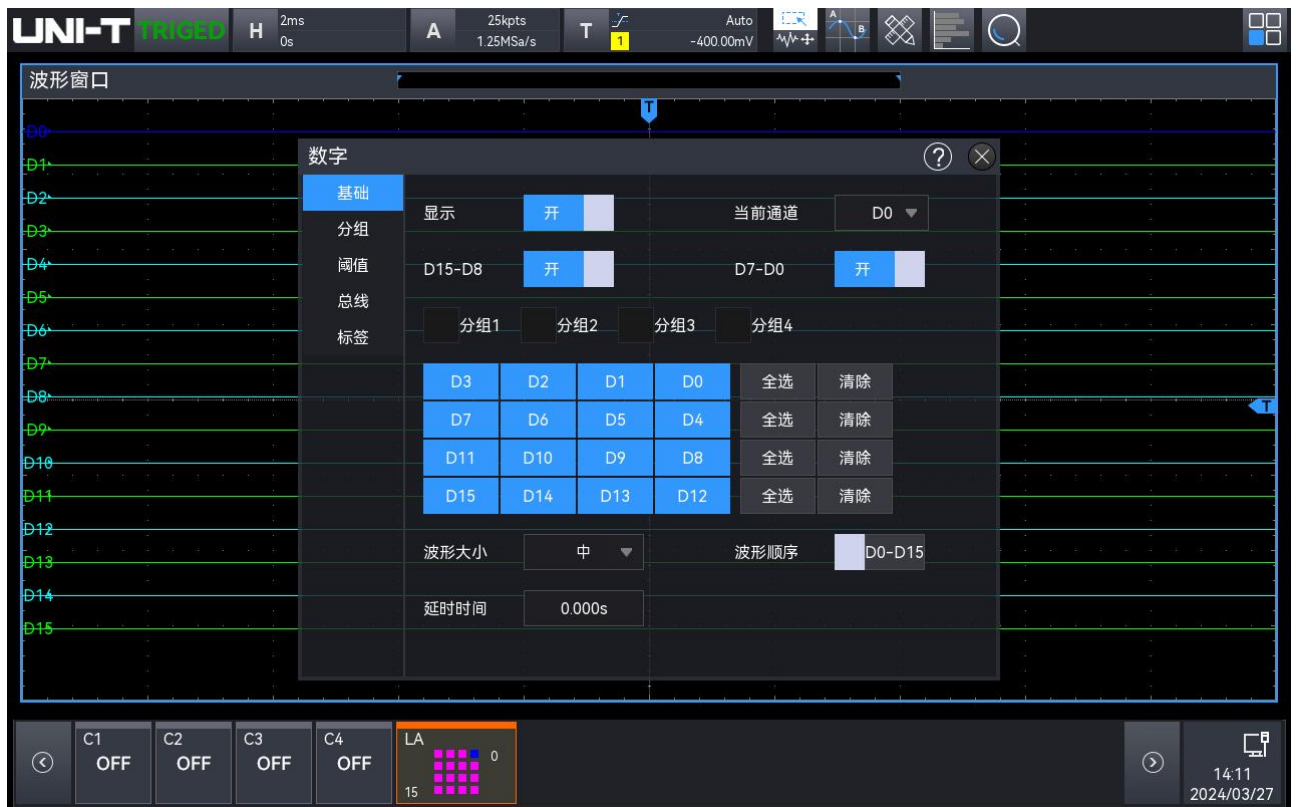 UNI-T TRIGED H 2ms A 25kpts T Auto
0s 1.25MSa/s 1 -400.00mV
A B
波形窗口
T
D0
D1
D2
D3
D4
D5
D6
D7
D8
D9
D10
D11
D12
D13
D14
D15
T
数字 ?
基础
分组
阈值
总线
标签
显示 开 当前通道 D0
D15-D8 开 D7-D0 开
分组1 分组2 分组3 分组4
D3 D2 D1 D0 全选 清除
D7 D6 D5 D4 全选 清除
D11 D10 D9 D8 全选 清除
D15 D14 D13 D12 全选 清除
波形大小 中 波形顺序 D0-D15
延时时间 0.000s
C1 OFF
C2 OFF
C3 OFF
C4 OFF
LA
0
15
14:11
2024/03/27